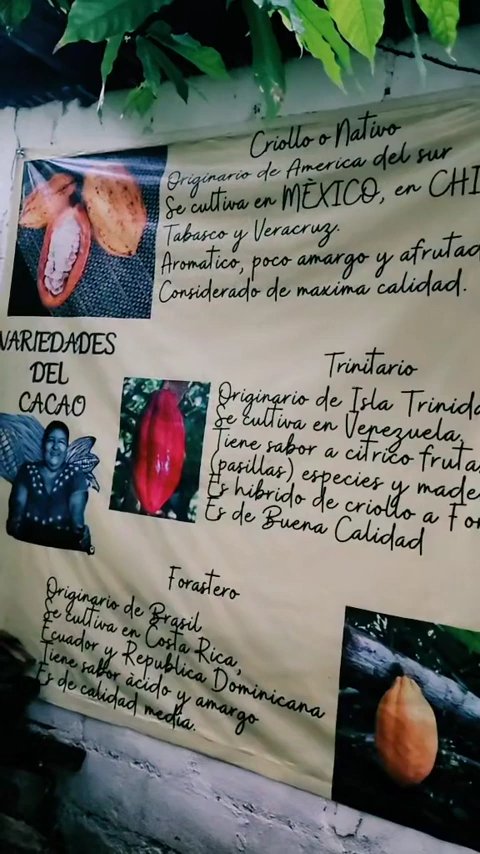 Criollo o Nativo
Originario de America del sur
Se cultiva en MÉXICO, en CHI
Tabasco y Veracruz.
Aromatico, poco amargo y afrutad
Considerado de maxima calidad.
VARIEDADES
DEL
CACAO
Trinitario
Originario de Isla Trinida
Se cultiva en Venezuela,
Tiene sabor a citrico fruta
(pasillas) especies y made
Es hibrido de criollo a For
Es de Buena Calidad
Forastero
Originario de Brasil
Se cultiva en Costa Rica,
Ecuador y Republica Dominicana
Tiene sabor àcido y amargo
Es de calidad media.